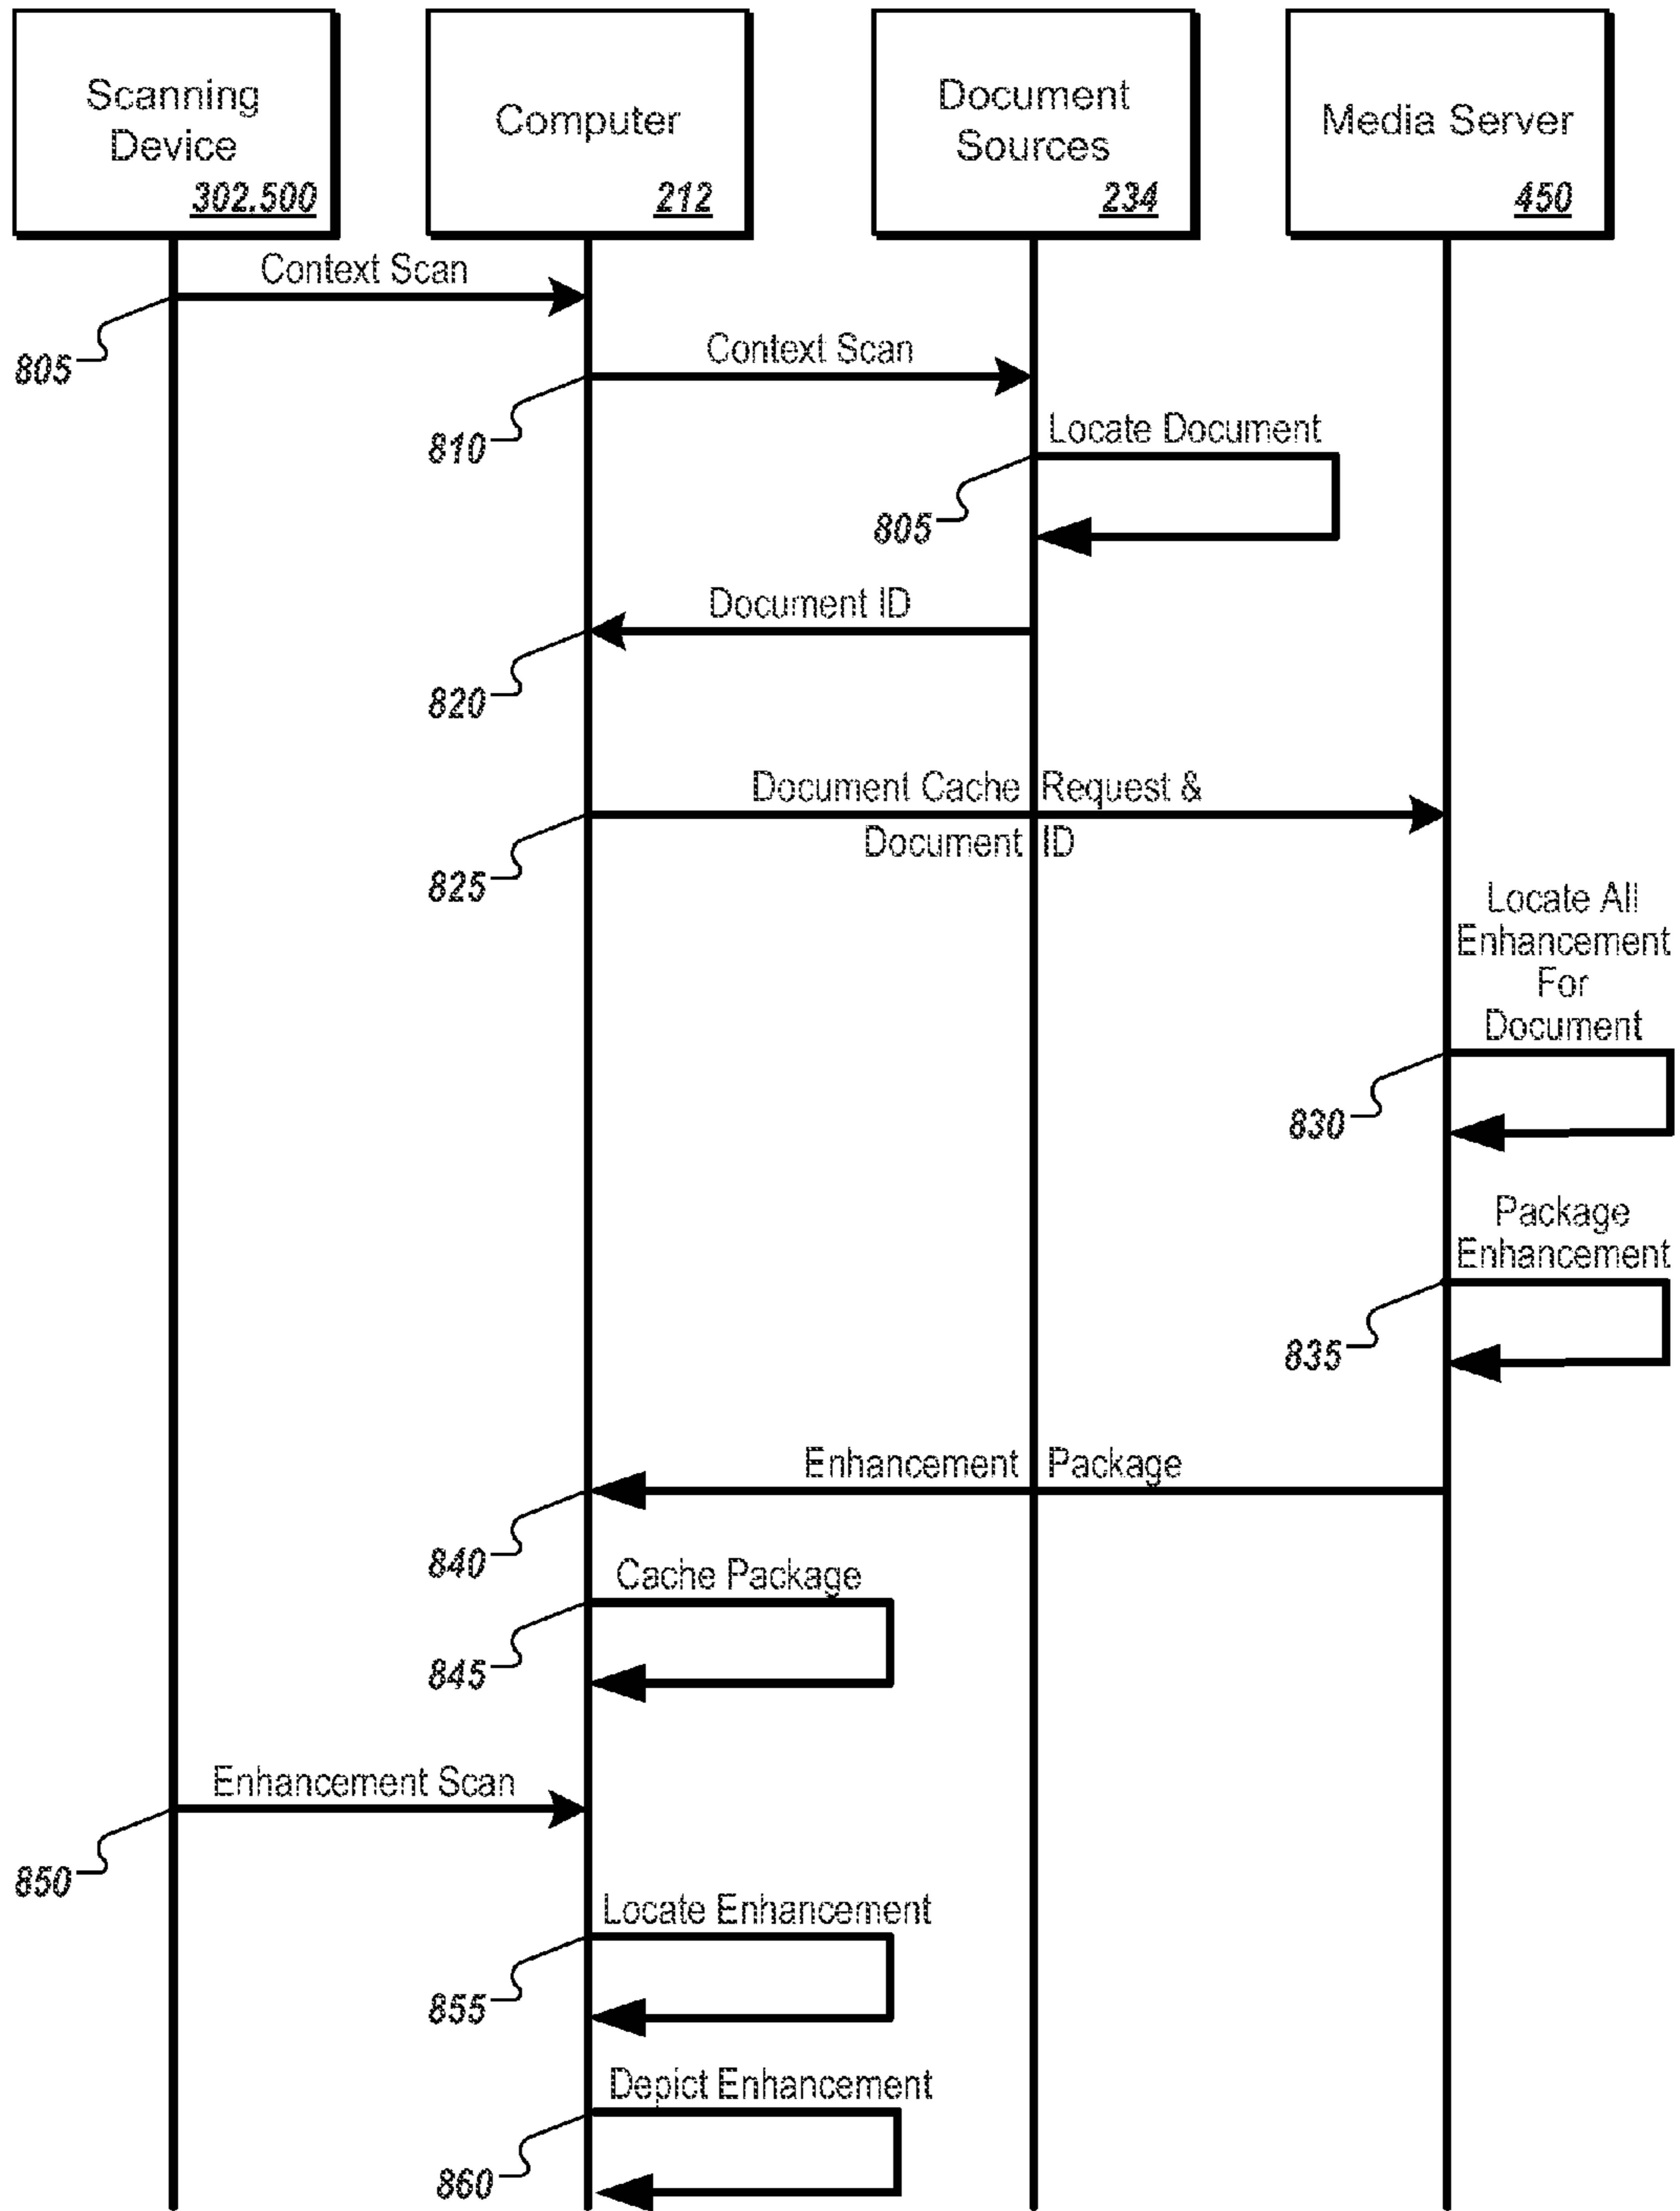 Scanning
Device
302.500
Computer
212
Document
Sources
234
Media Server
450
Context Scan
805
Context Scan
810
Locate Document
805
Document ID
820
Document Cache Request &
Document ID
825
Locate All
Enhancement
For
Document
830
Package
Enhancement
835
Enhancement Package
840
Cache Package
845
Enhancement Scan
850
Locate Enhancement
855
Depict Enhancement
860